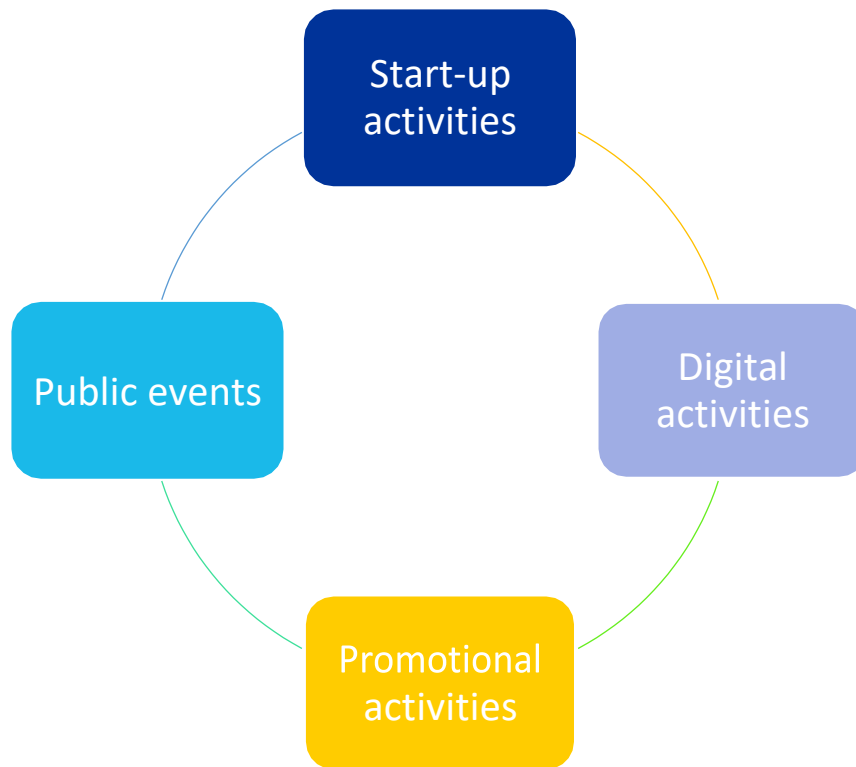 Start-up
activities
Digital
activities
Promotional
activities
Public events